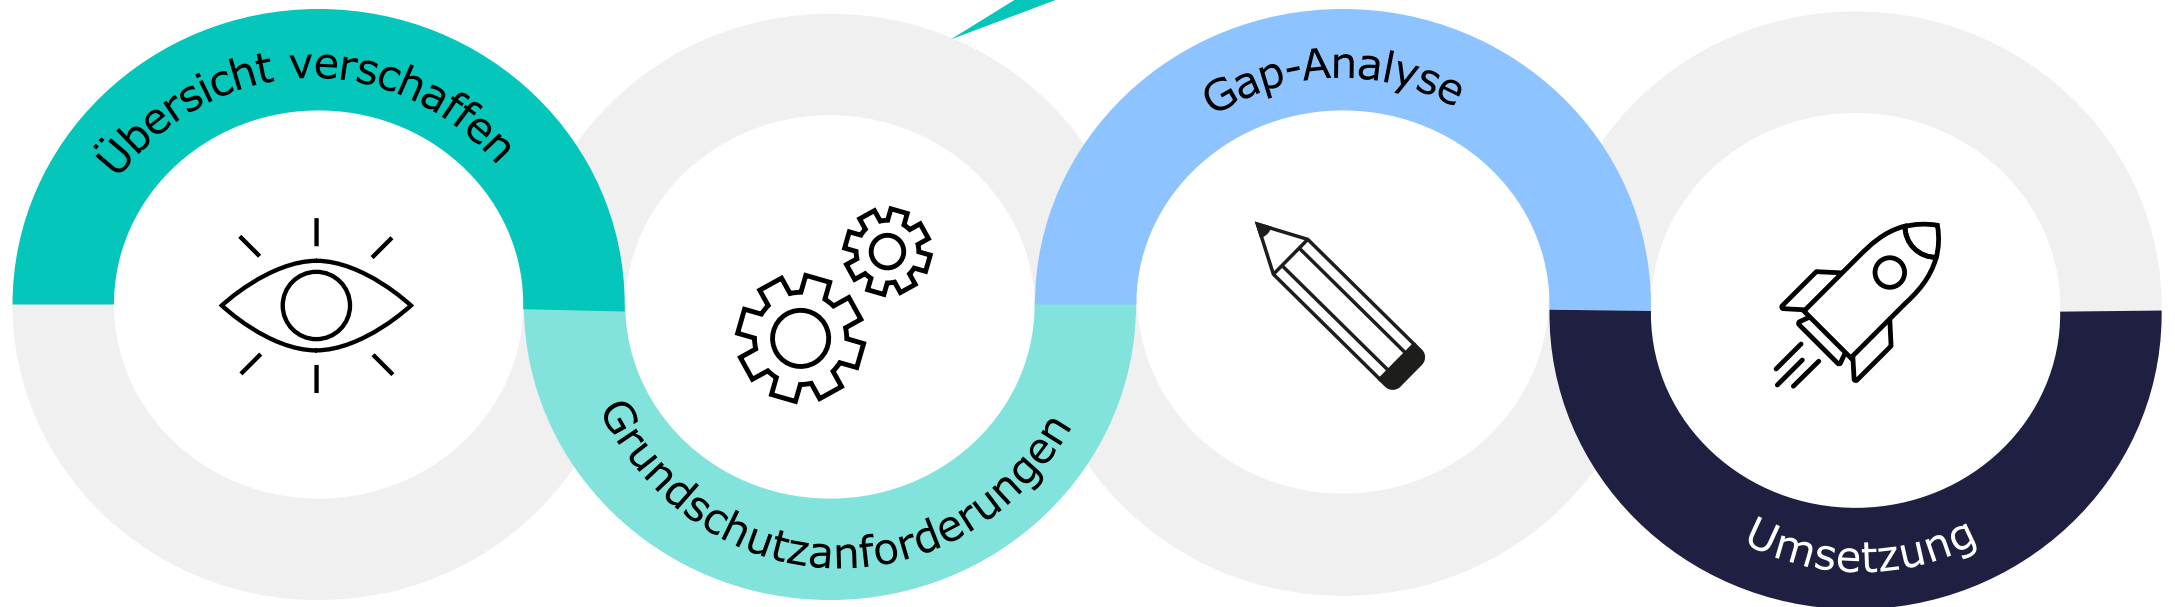 Übersicht verschaffen
Grundschutzanforderungen
Gap-Analyse
Umsetzung